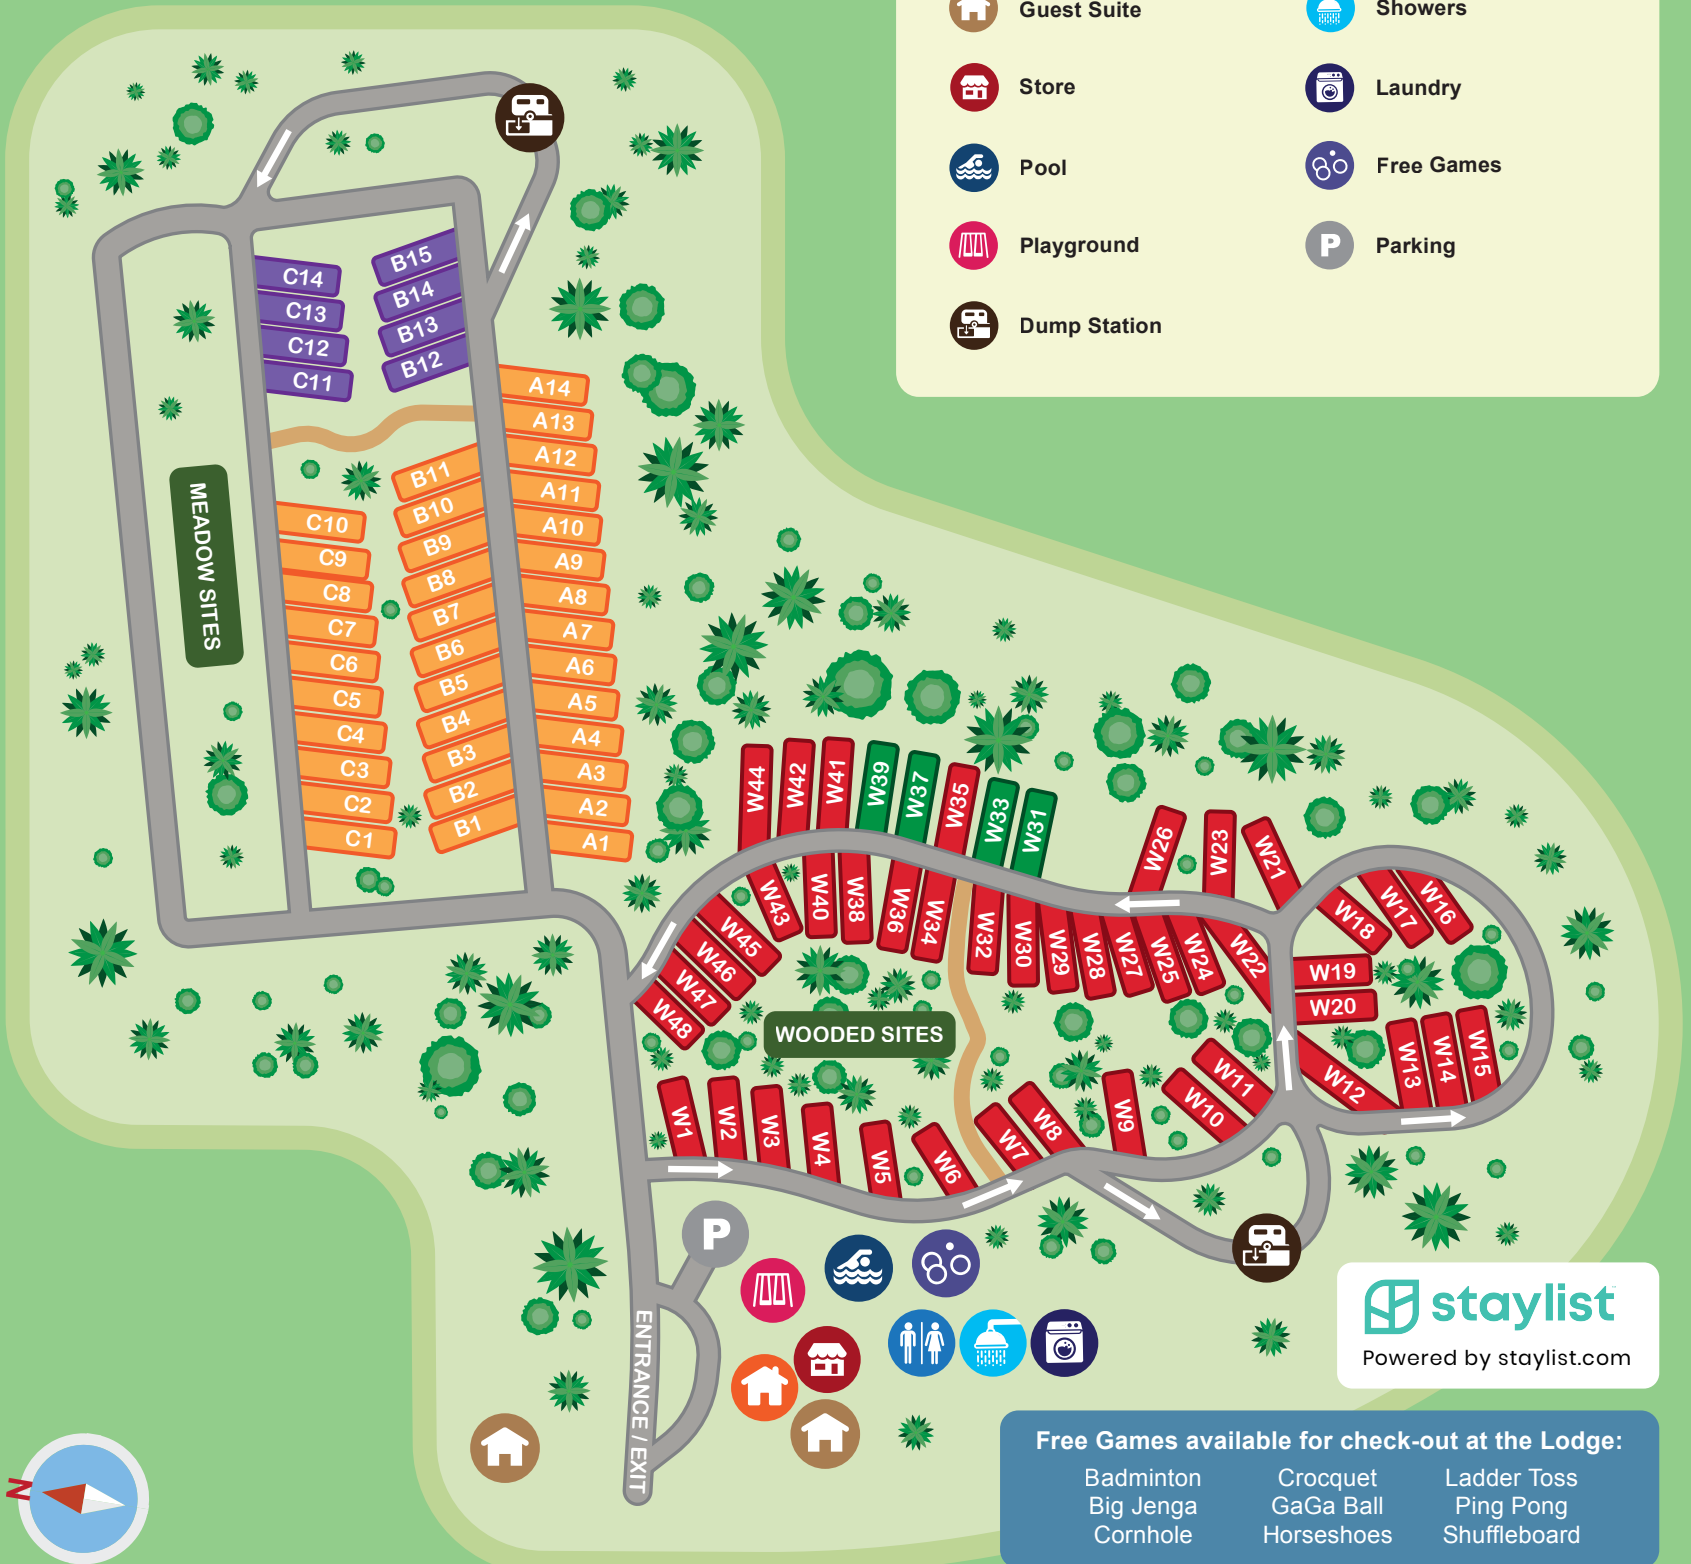 Guest Suite
Showers
Store
Laundry
Pool
Free Games
Playground
P
Parking
Dump Station
C14
C13
C12
C11
B15
B14
B13
B12
A14
A13
A12
A11
A10
A9
A8
A7
A6
A5
A4
A3
A2
A1
B11
B10
B9
B8
B7
B6
B5
B4
B3
B2
B1
C10
C9
C8
C7
C6
C5
C4
C3
C2
C1
MEADOW SITES
W44
W42
W41
W39
W37
W35
W33
W31
W26
W23
W21
W18
W17
W16
W43
W40
W38
W36
W34
W32
W30
W29
W28
W27
W25
W24
W22
W19
W20
W45
W46
W47
W48
WOODED SITES
W1
W2
W3
W4
W5
W6
W7
W8
W9
W10
W11
W12
W13
W14
W15
P
ENTRANCE / EXIT
staylist
Powered by staylist.com
N
Free Games available for check-out at the Lodge:
Badminton
Crocquet
Ladder Toss
Big Jenga
GaGa Ball
Ping Pong
Cornhole
Horseshoes
Shuffleboard